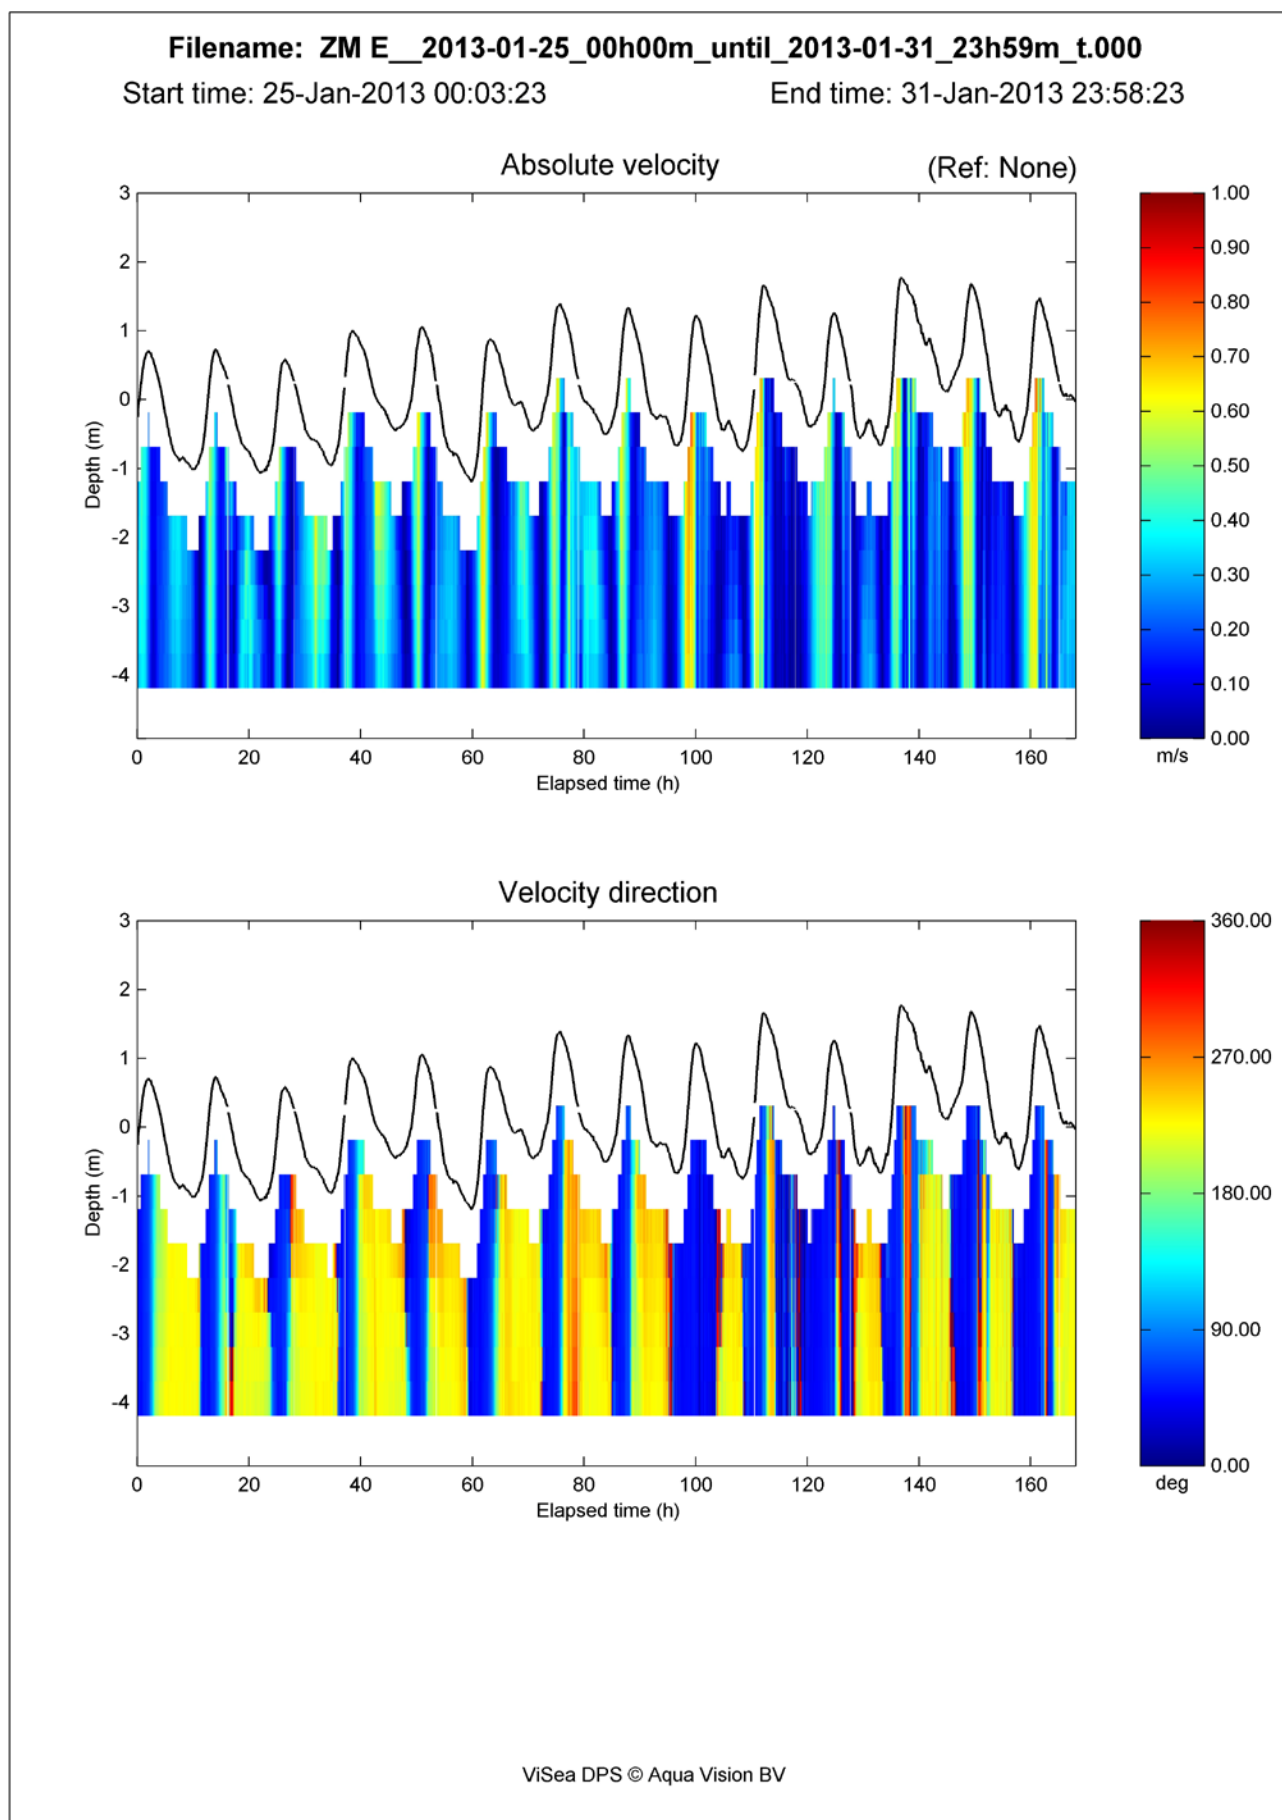 Filename: ZM E__2013-01-25_00h00m_until_2013-01-31_23h59m_t.000
Start time: 25-Jan-2013 00:03:23 End time: 31-Jan-2013 23:58:23
Absolute velocity (Ref: None)
3
2
1
0
-1
-2
-3
-4
Depth (m)
0 20 40 60 80 100 120 140 160
Elapsed time (h)
1.00
0.90
0.80
0.70
0.60
0.50
0.40
0.30
0.20
0.10
0.00
m/s
Velocity direction
3
2
1
0
-1
-2
-3
-4
Depth (m)
0 20 40 60 80 100 120 140 160
Elapsed time (h)
360.00
270.00
180.00
90.00
0.00
deg
ViSea DPS © Aqua Vision BV